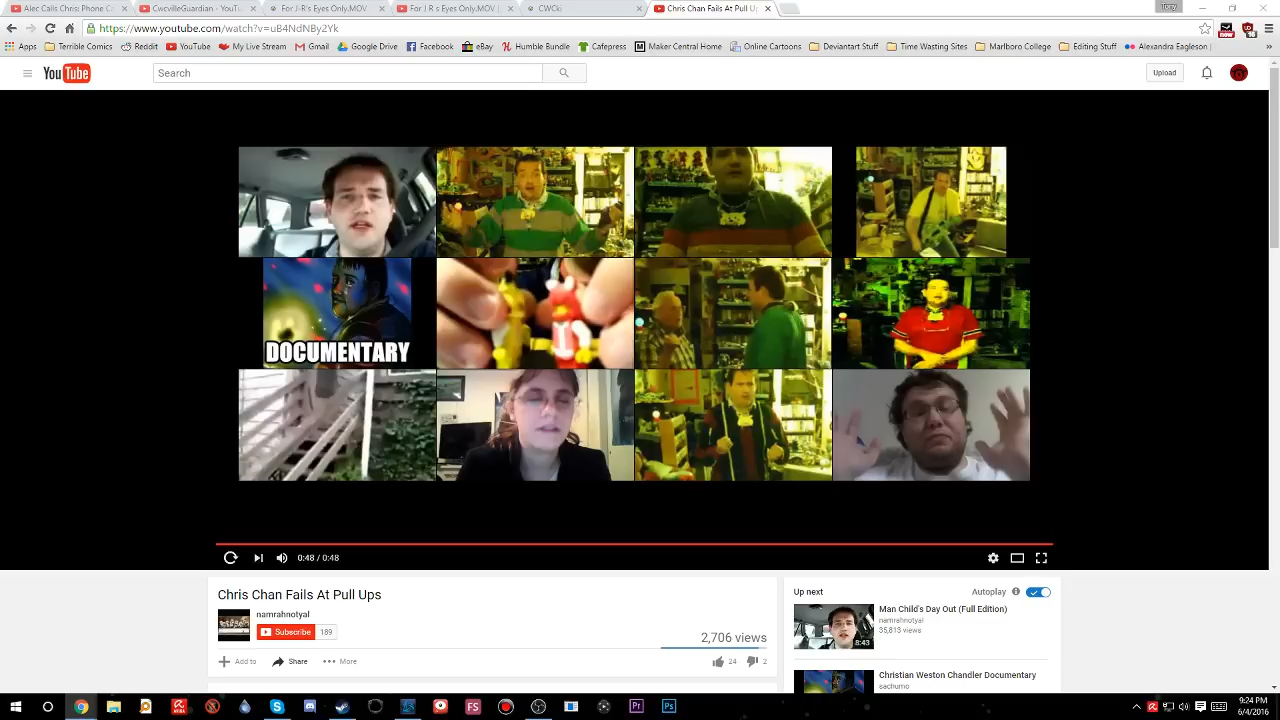 Alec Calls Chris: Phone C
CwcvilleGuardian - YouTu
For J-R's Eyes Only.MOV
For J R s Eyes Only.MOV
CWCki
Chris Chan Fails At Pull Up
Tony
https://www.youtube.com/watch?v=uB4NdNBy2Yk
Apps
Terrible Comics
Reddit
YouTube
My Live Stream
Gmail
Google Drive
Facebook
eBay
Humble Bundle
Cafepress
Maker Central Home
Online Cartoons
Deviantart Stuff
Time Wasting Sites
Marlboro College
Editing Stuff
Alexandra Eagleson |
YouTube
Search
Upload
DOCUMENTARY
0:48 / 0:48
Chris Chan Fails At Pull Ups
namrahnotyal
Subscribe 189
2,706 views
Add to
Share
More
24
2
Up next
Autoplay
Man Child's Day Out (Full Edition)
namrahnotyal
35,813 views
8:43
Christian Weston Chandler Documentary
sachumo
9:24 PM
6/4/2016